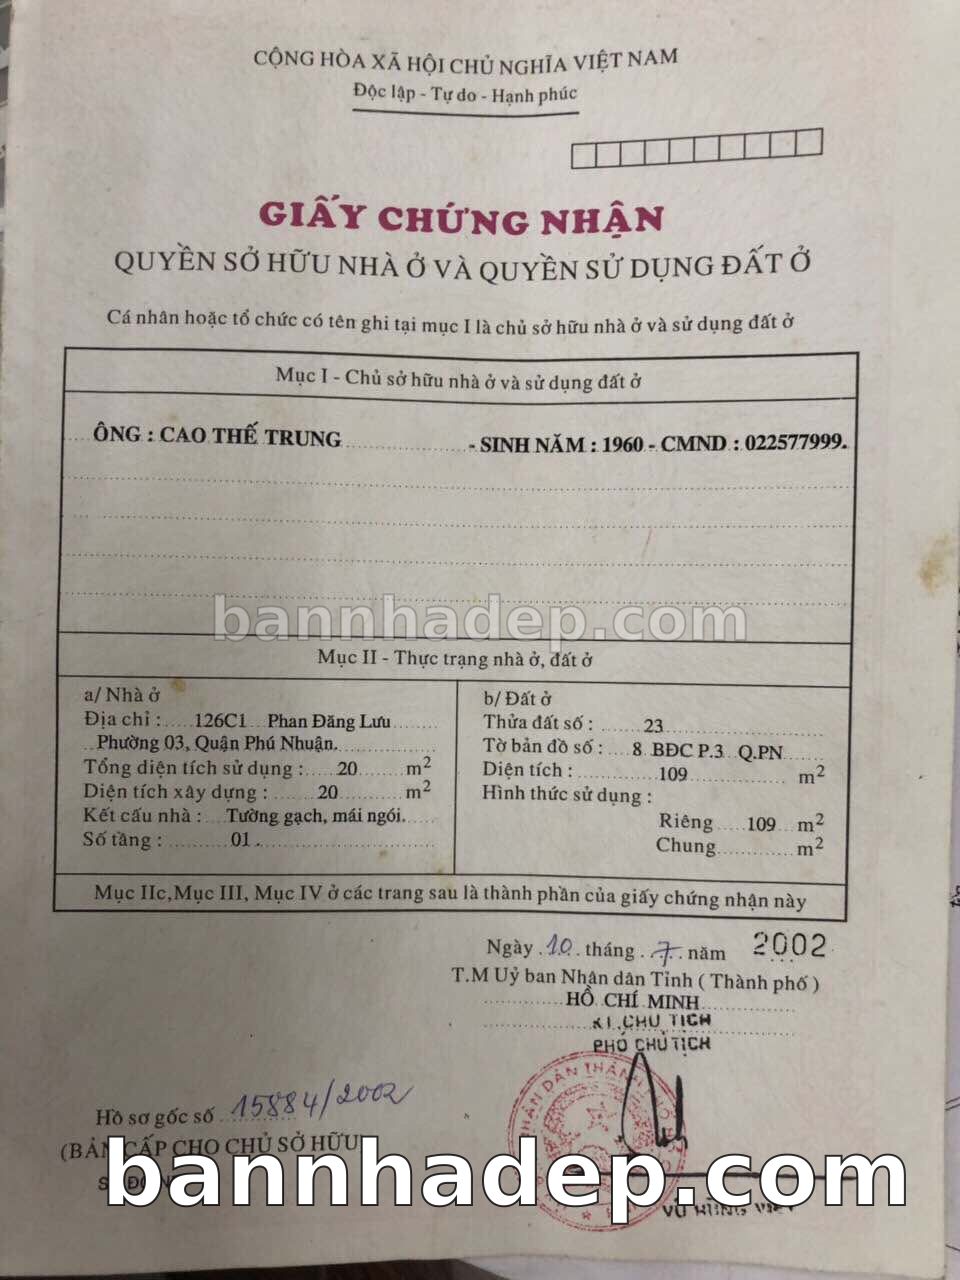 CỘNG HÒA XÃ HỘI CHỦ NGHĨA VIỆT NAM
Độc lập - Tự do - Hạnh phúc
GIẤY CHỨNG NHẬN
QUYỀN SỞ HỮU NHÀ Ở VÀ QUYỀN SỬ DỤNG ĐẤT Ở
Cá nhân hoặc tổ chức có tên ghi tại mục I là chủ sở hữu nhà ở và sử dụng đất ở
Mục I - Chủ sở hữu nhà ở và sử dụng đất ở
ÔNG : CAO THẾ TRUNG - SINH NĂM : 1960 - CMND : 022577999.
bannhadep.com
Mục II - Thực trạng nhà ở, đất ở
a/ Nhà ở
Địa chỉ : 126C1 Phan Đăng Lưu
Phường 03, Quận Phú Nhuận.
Tổng diện tích sử dụng : 20 m2
Diện tích xây dựng : 20 m2
Kết cấu nhà : Tường gạch, mái ngói.
Số tầng : 01 .
b/ Đất ở
Thửa đất số : 23
Tờ bản đồ số : 8 BĐC P.3 Q.PN
Diện tích : 109 m2
Hình thức sử dụng :
Riêng 109 m2
Chung m2
Mục IIc, Mục III, Mục IV ở các trang sau là thành phần của giấy chứng nhận này
Ngày 10 tháng 7 năm 2002
T.M Uỷ ban Nhân dân Tỉnh ( Thành phố )
HỒ CHÍ MINH
KT. CHỦ TỊCH
PHÓ CHỦ TỊCH
Hồ sơ gốc số 15884/2002
(BẢN CẤP CHO CHỦ SỞ HỮU)
bannhadep.com